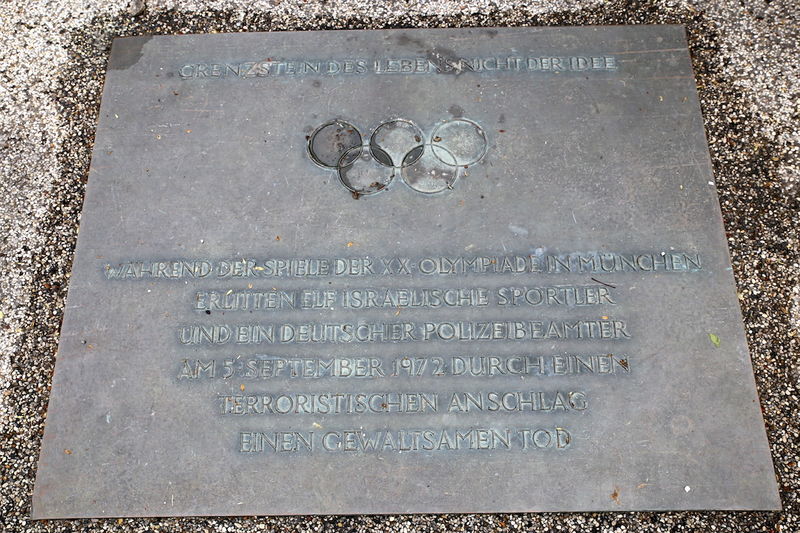 GRENZSTEIN DES LEBENS NICHT DER IDEE
WÄHREND DER SPIELE DER XX·OLYMPIADE IN MÜNCHEN
ERLITTEN ELF ISRAELISCHE SPORTLER
UND EIN DEUTSCHER POLIZEIBEAMTER
AM 5·SEPTEMBER 1972 DURCH EINEN
TERRORISTISCHEN ANSCHLAG
EINEN GEWALTSAMEN TOD